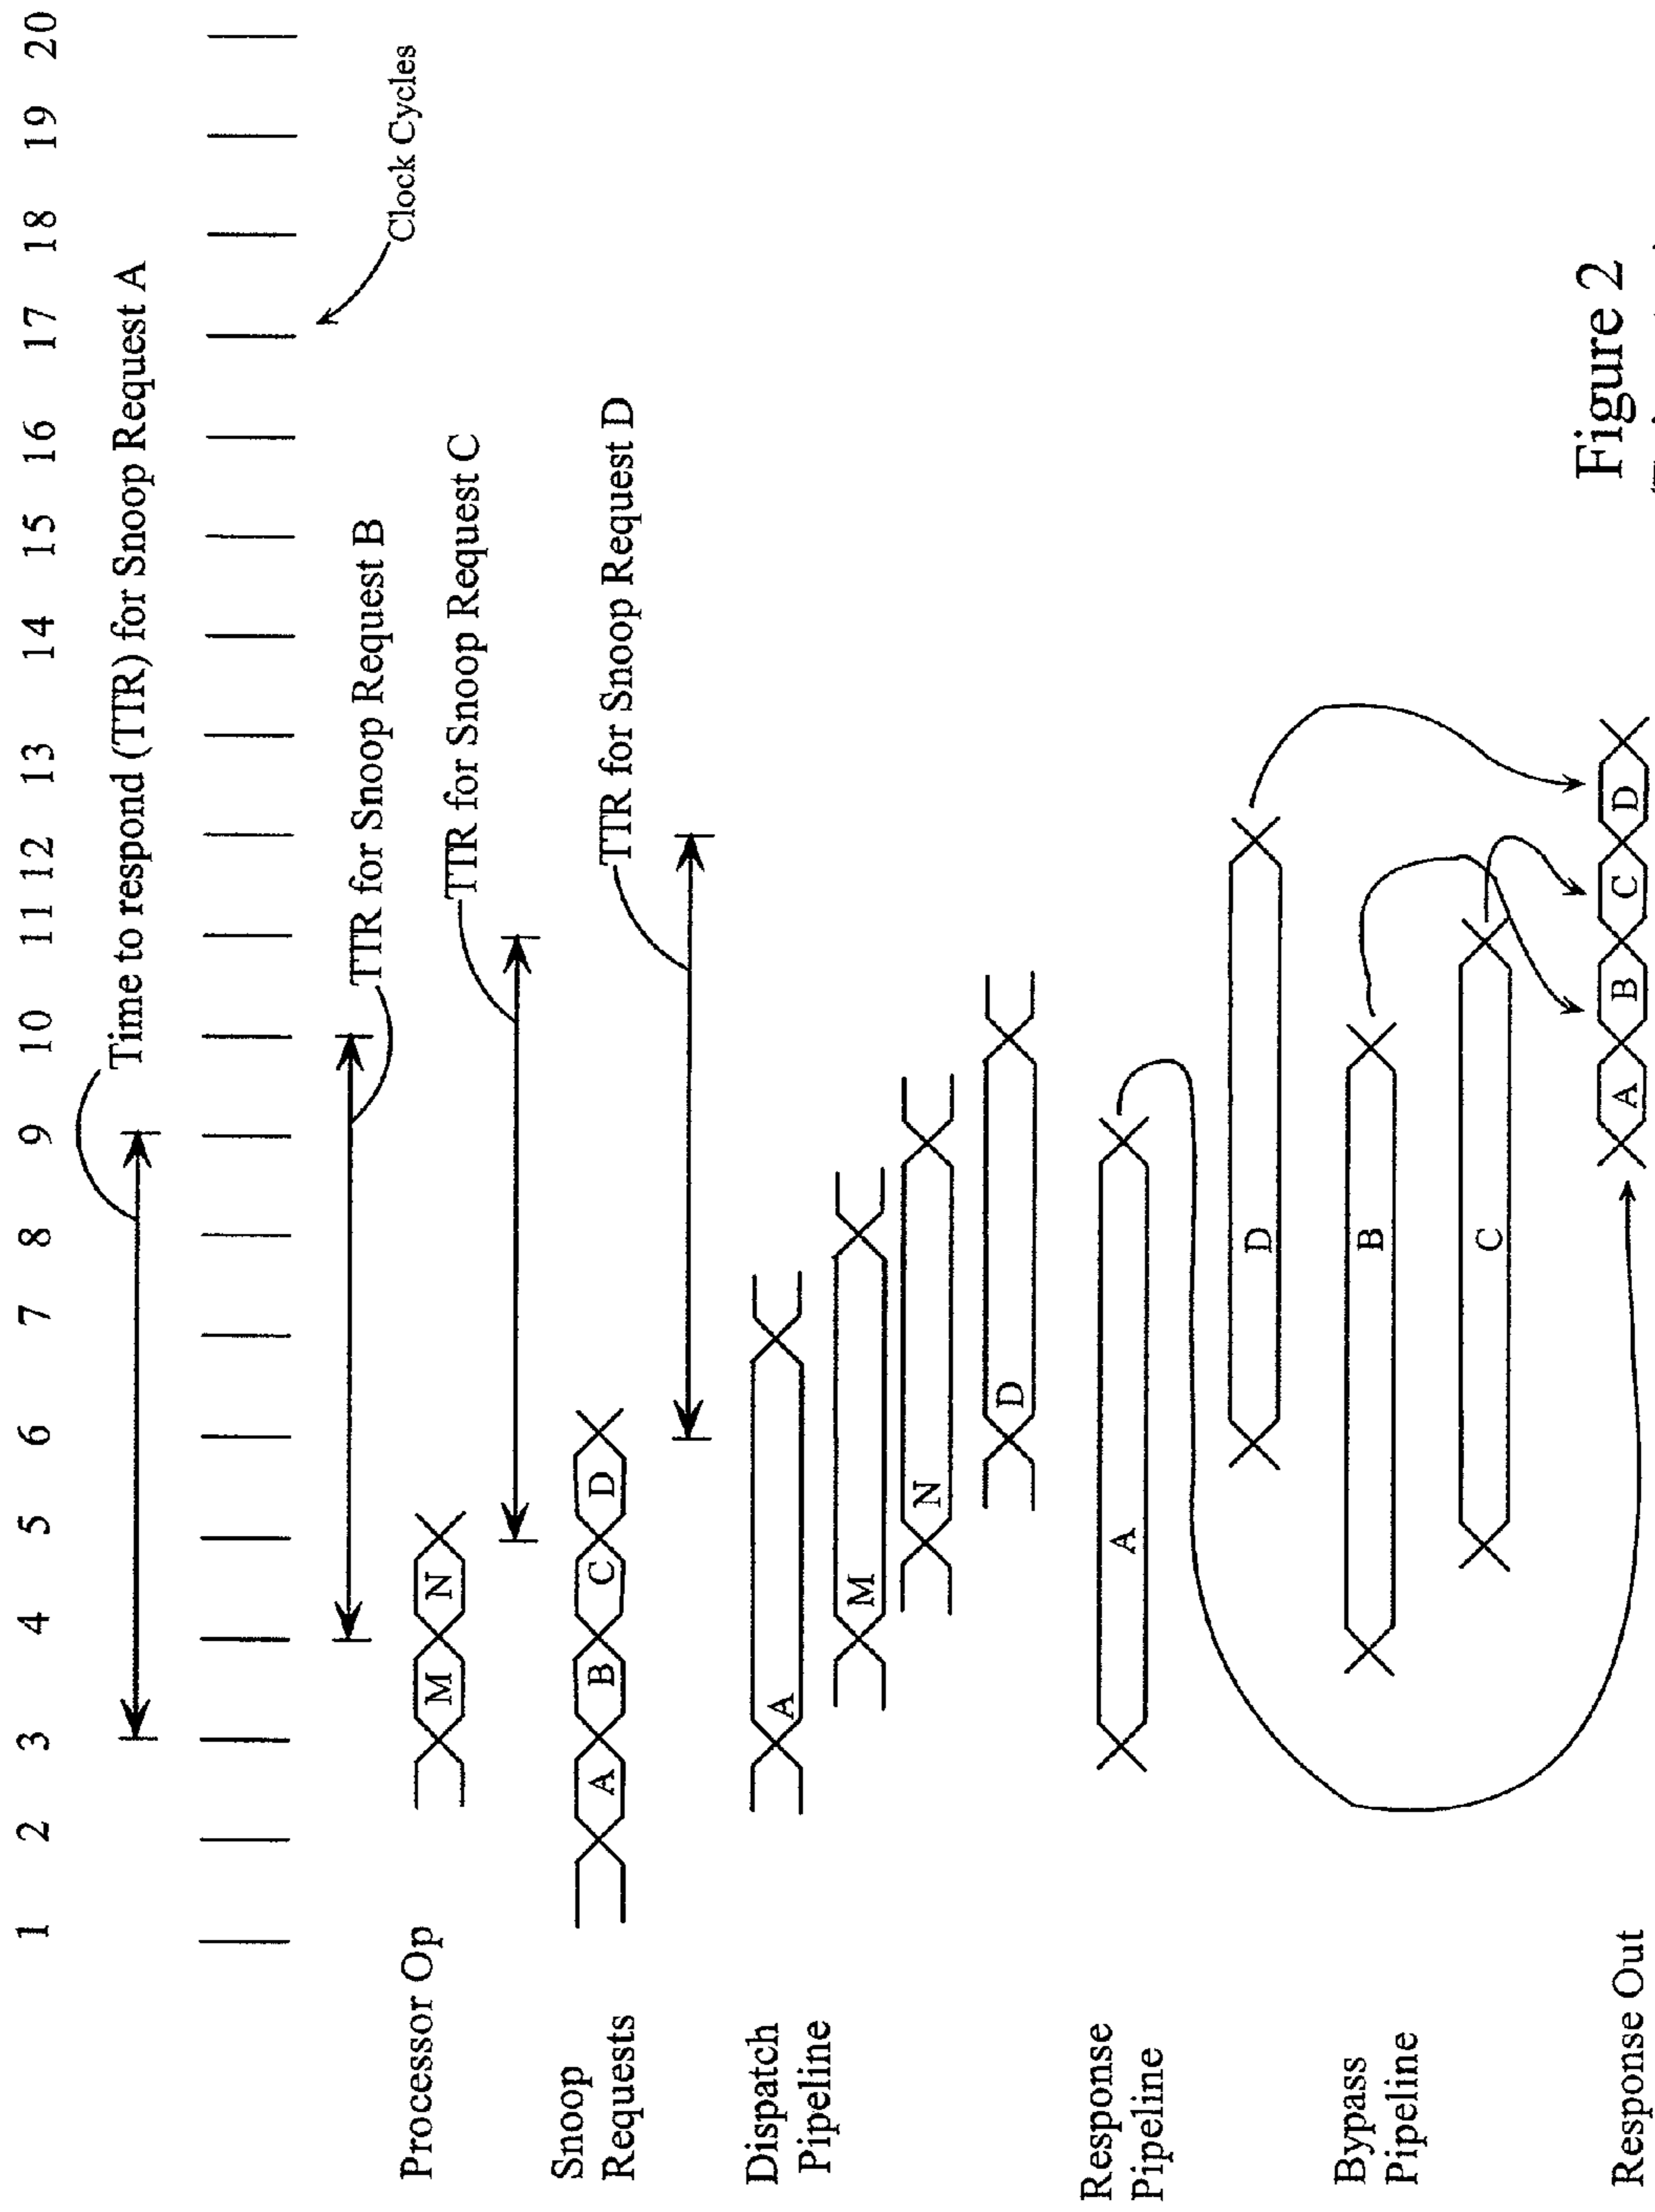 1 2 3 4 5 6 7 8 9 10 11 12 13 14 15 16 17 18 19 20
Time to respond (TTR) for Snoop Request A
Clock Cycles
TTR for Snoop Request B
Processor Op
M N
TTR for Snoop Request C
Snoop
Requests
A B C D
TTR for Snoop Request D
Dispatch
Pipeline
A
M
N
D
Response
Pipeline
A
D
Bypass
Pipeline
B
C
Response Out
A B C D
Figure 2